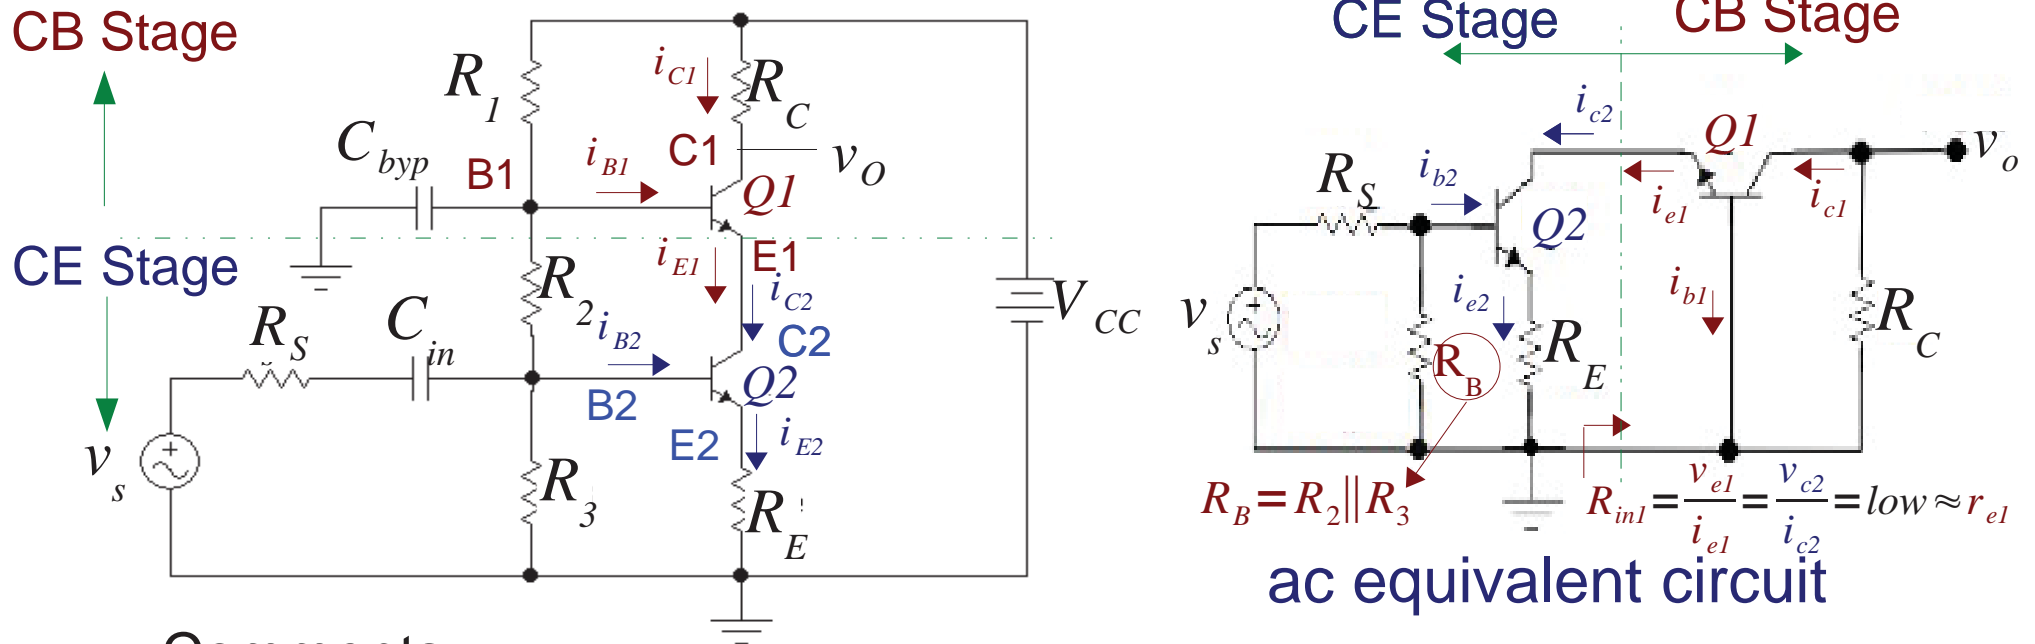 CB Stage
CE Stage
R1
RC
iC1
Cbyp
B1
iB1
C1
vO
Q1
iE1
E1
iC2
C2
R2
RS
Cin
iB2
B2
Q2
E2
iE2
vs
R3
RE
VCC
CE Stage
CB Stage
ic2
Q1
vo
RS
ib2
Q2
ie1
ic1
ie2
ib1
vs
RB
RE
RC
RB = R2||R3
Rin1 = ve1/ie1 = vc2/ic2 = low ≈ re1
ac equivalent circuit